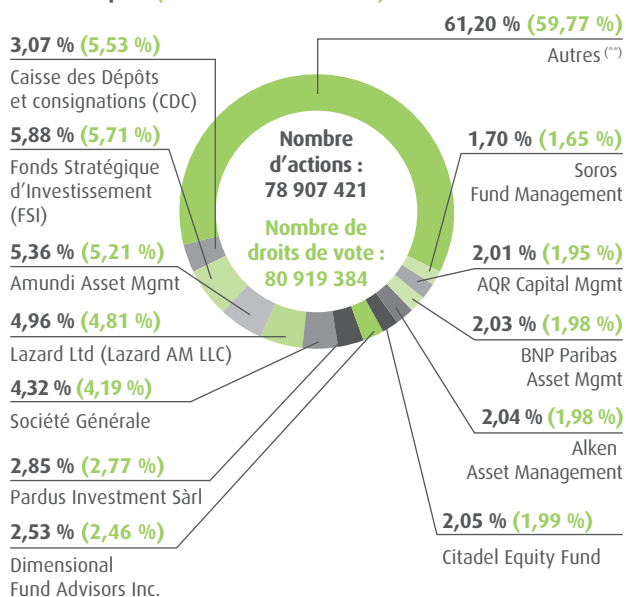 61,20 % (59,77 %)
Autres (**)
3,07 % (5,53 %)
Caisse des Dépôts
et consignations (CDC)
5,88 % (5,71 %)
Fonds Stratégique
d'Investissement
(FSI)
5,36 % (5,21 %)
Amundi Asset Mgmt
4,96 % (4,81 %)
Lazard Ltd (Lazard AM LLC)
4,32 % (4,19 %)
Société Générale
2,85 % (2,77 %)
Pardus Investment Sàrl
2,53 % (2,46 %)
Dimensional
Fund Advisors Inc.
Nombre
d'actions :
78 907 421
Nombre de
droits de vote :
80 919 384
1,70 % (1,65 %)
Soros
Fund Management
2,01 % (1,95 %)
AQR Capital Mgmt
2,03 % (1,98 %)
BNP Paribas
Asset Mgmt
2,04 % (1,98 %)
Alken
Asset Management
2,05 % (1,99 %)
Citadel Equity Fund